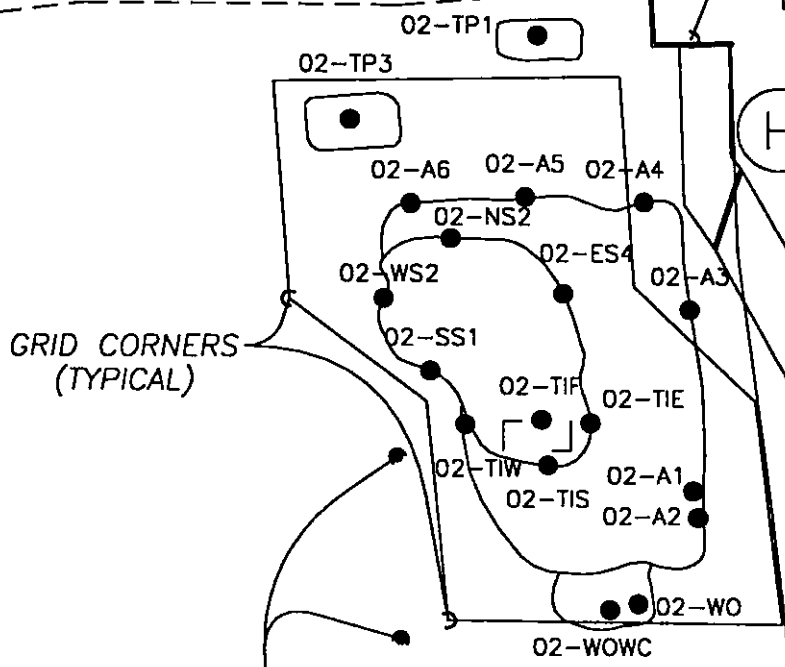 02-TP1
02-TP3
H
02-A6
02-A5
02-A4
02-NS2
02-ES4
02-WS2
02-A3
02-SS1
GRID CORNERS
(TYPICAL)
02-TIF
02-TIE
02-TIW
02-A1
02-TIS
02-A2
02-WO
02-WOWC